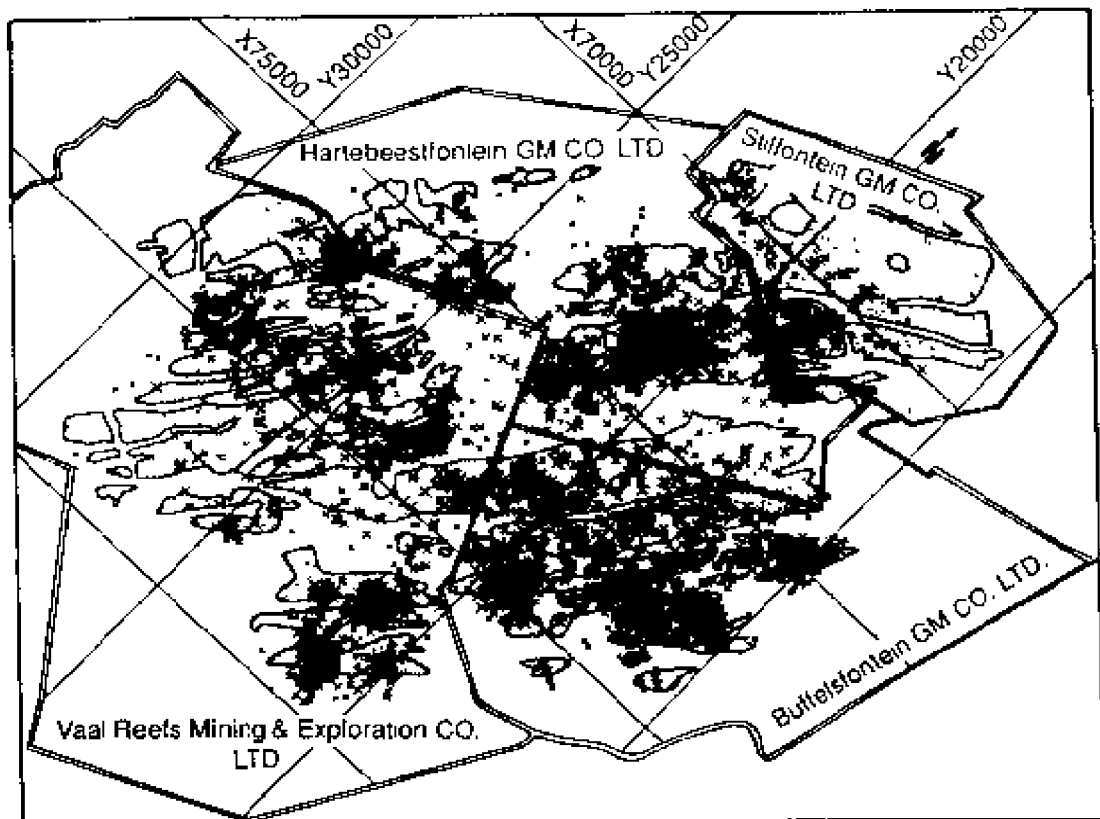 X75000
Y30000
X70000
Y25000
Y20000
N
Hartebeestfontein GM CO LTD
Stilfontein GM CO.
LTD
Buffelsfontein GM CO. LTD.
Vaal Reefs Mining & Exploration CO.
LTD